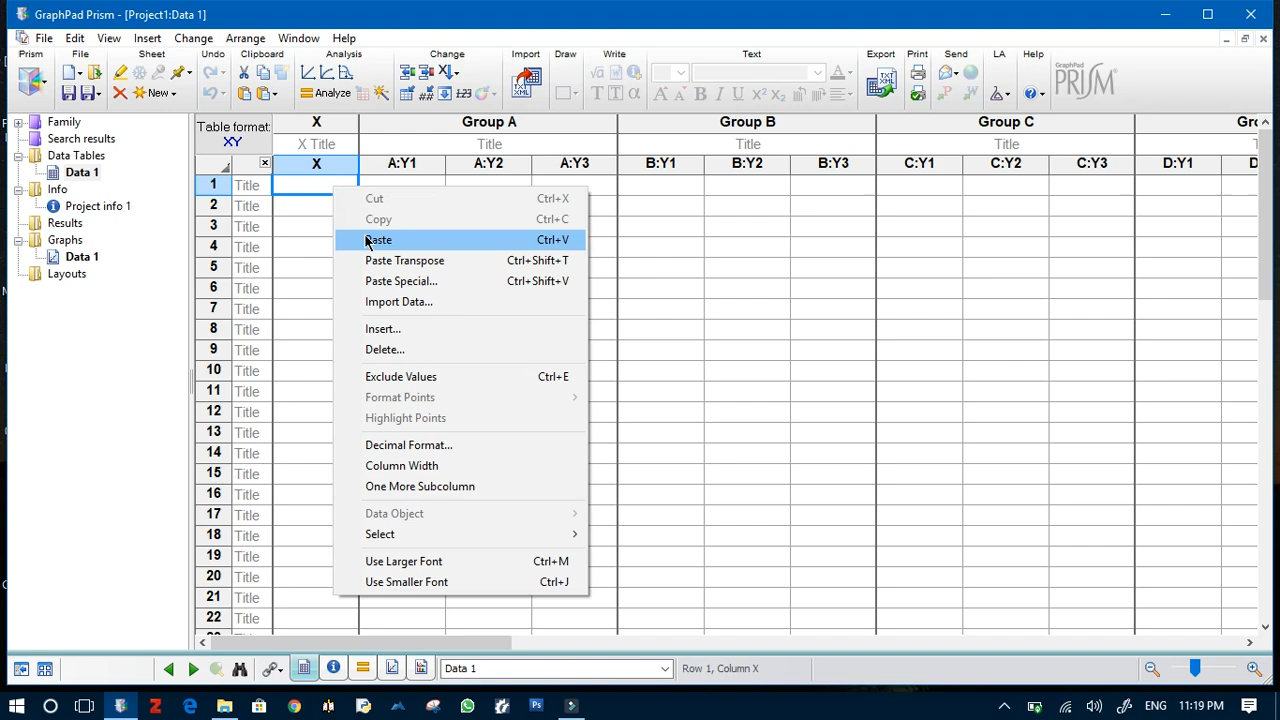 GraphPad Prism - [Project1:Data 1]
File Edit View Insert Change Arrange Window Help
Prism File Sheet Undo Clipboard Analysis Change Import Draw Write Text Export Print Send LA Help
New
Analyze
GraphPad
PRISM
Family
Search results
Data Tables
Data 1
Info
Project info 1
Results
Graphs
Data 1
Layouts
Table format:
XY
X Group A Group B Group C
X Title Title Title Title
X A:Y1 A:Y2 A:Y3 B:Y1 B:Y2 B:Y3 C:Y1 C:Y2 C:Y3 D:Y1
1 Title
2 Title
3 Title
4 Title
5 Title
6 Title
7 Title
8 Title
9 Title
10 Title
11 Title
12 Title
13 Title
14 Title
15 Title
16 Title
17 Title
18 Title
19 Title
20 Title
21 Title
22 Title
Cut Ctrl+X
Copy Ctrl+C
Paste Ctrl+V
Paste Transpose Ctrl+Shift+T
Paste Special... Ctrl+Shift+V
Import Data...
Insert...
Delete...
Exclude Values Ctrl+E
Format Points
Highlight Points
Decimal Format...
Column Width
One More Subcolumn
Data Object
Select
Use Larger Font Ctrl+M
Use Smaller Font Ctrl+J
Data 1
Row 1, Column X
ENG 11:19 PM